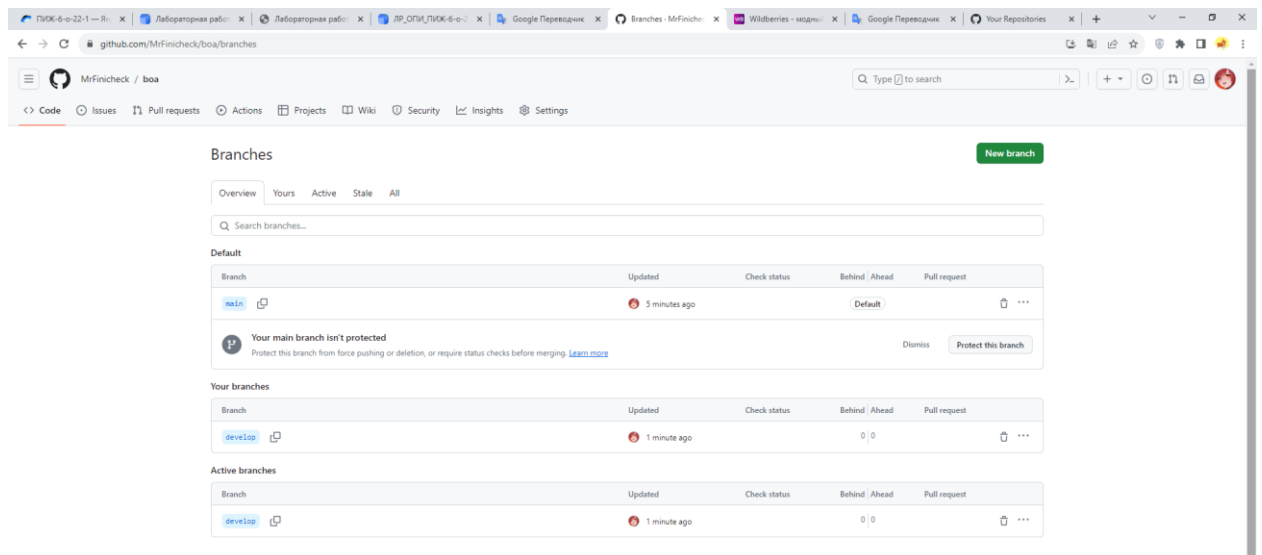 ПИЖ-б-о-22-1 — Ян
Лабораторная рабо
Лабораторная рабо
ЛР_ОПИ_ПИЖ-б-о-2
Google Переводчик
Branches · MrFinichec
Wildberries – модны
Google Переводчик
Your Repositories
github.com/MrFinicheck/boa/branches
MrFinicheck / boa
Type / to search
<> Code Issues Pull requests Actions Projects Wiki Security Insights Settings
Branches
New branch
Overview Yours Active Stale All
Search branches...
Default
Branch Updated Check status Behind Ahead Pull request
main 5 minutes ago Default
Your main branch isn't protected
Protect this branch from force pushing or deletion, or require status checks before merging. Learn more
Dismiss Protect this branch
Your branches
Branch Updated Check status Behind Ahead Pull request
develop 1 minute ago 0 0
Active branches
Branch Updated Check status Behind Ahead Pull request
develop 1 minute ago 0 0